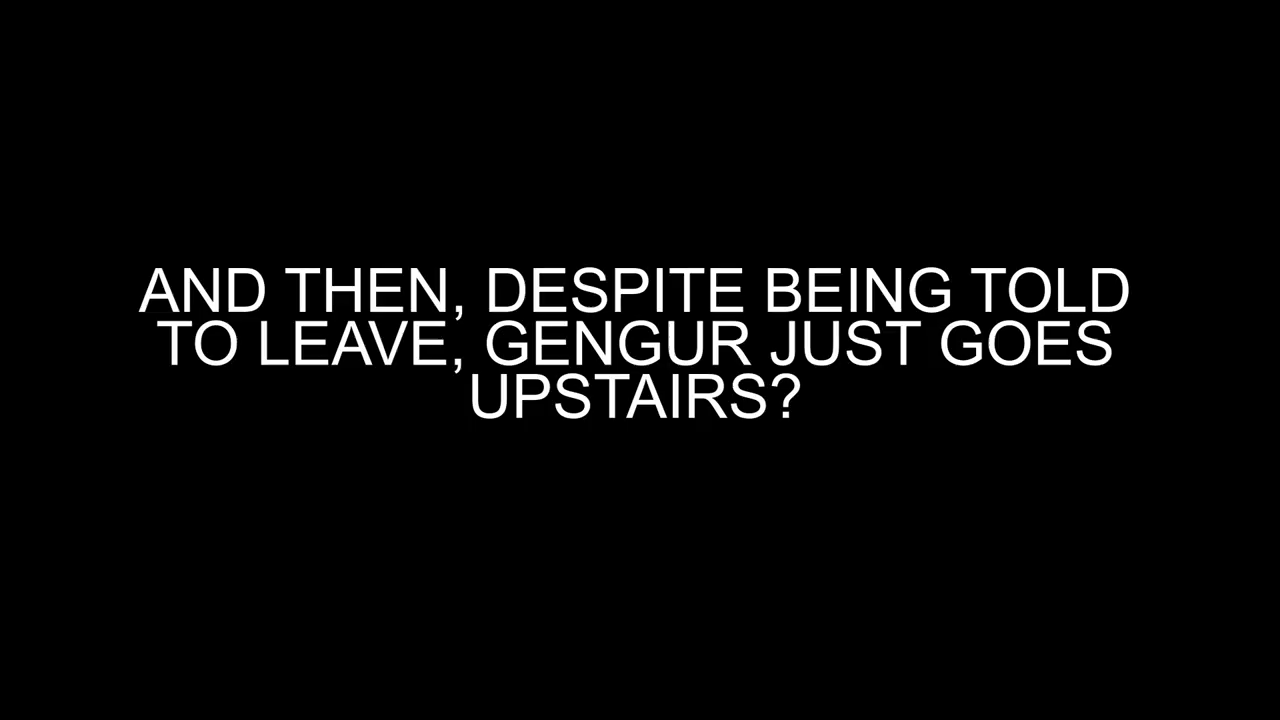 AND THEN, DESPITE BEING TOLD
TO LEAVE, GENGUR JUST GOES
UPSTAIRS?